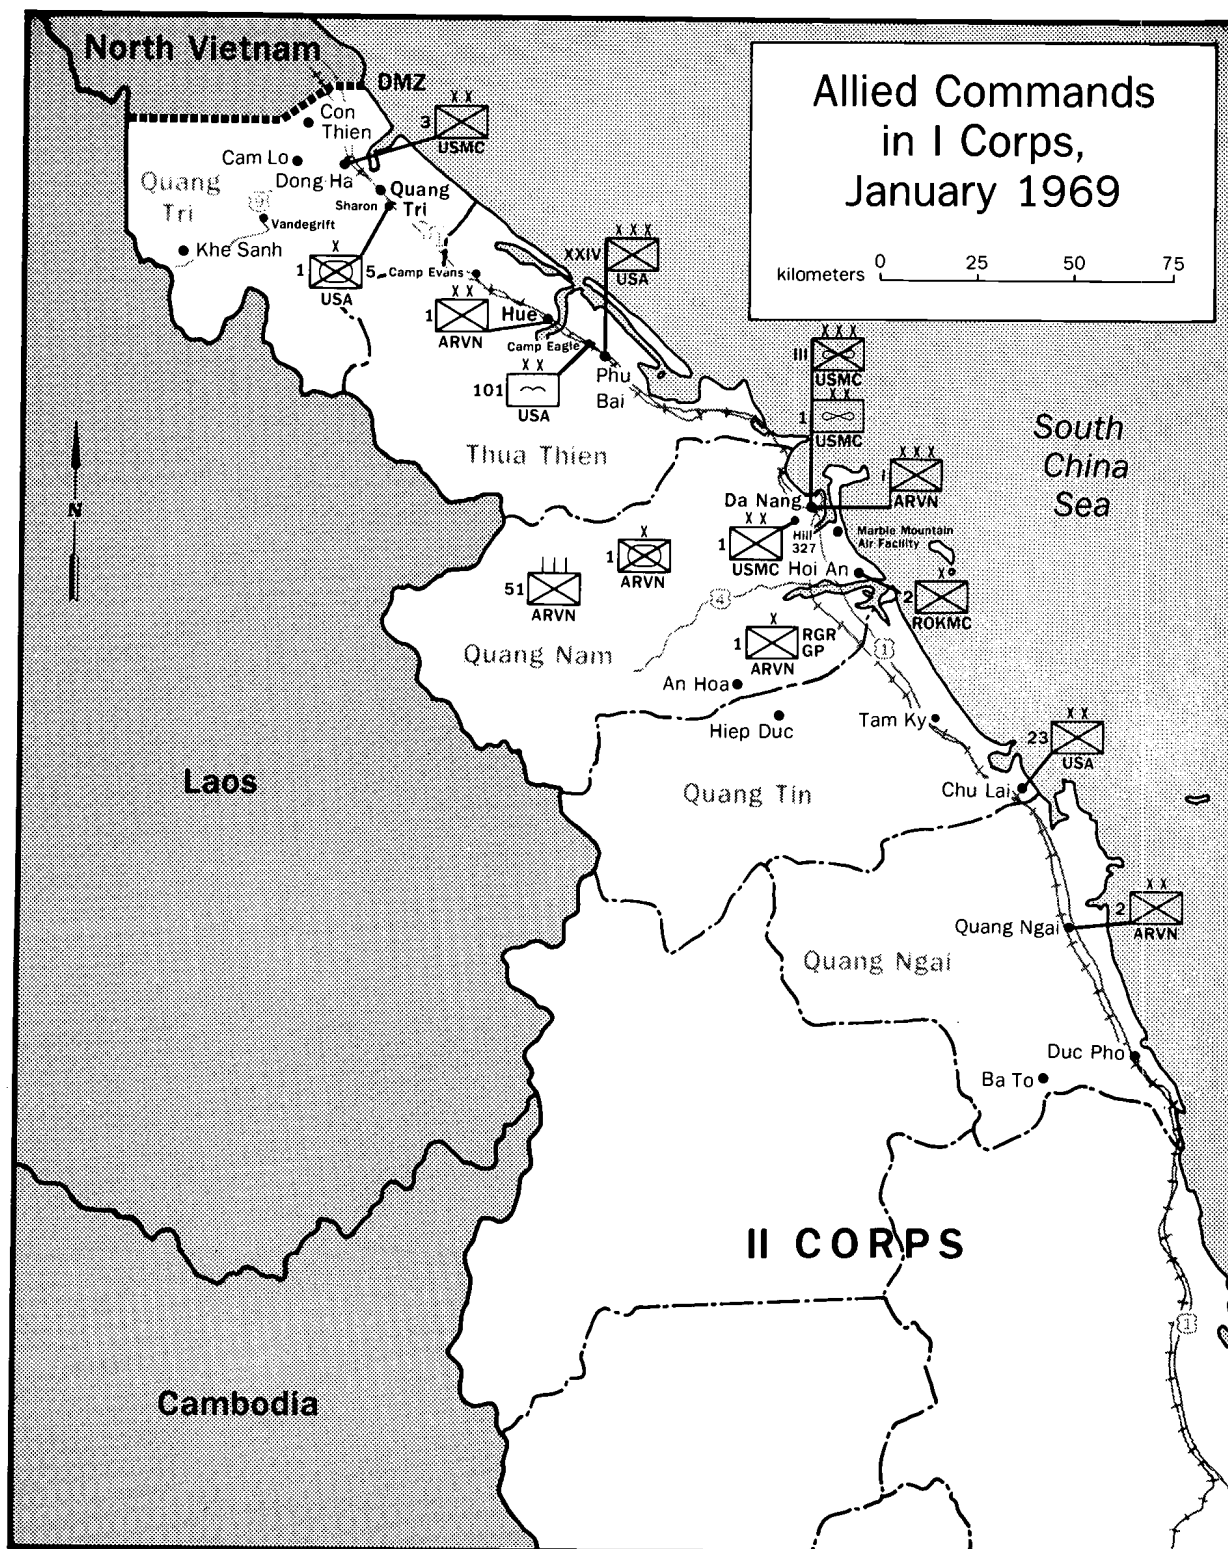 Allied Commands
in I Corps,
January 1969
kilometers 0 25 50 75
North Vietnam
DMZ
Con
Thien
X X
3
USMC
Cam Lo
Dong Ha
Quang
Tri
Quang
Tri
Sharon
9
Vandegrift
Khe Sanh
X
1 5
USA
Camp Evans
X X X
XXIV
USA
X X
1
ARVN
Hue
Camp Eagle
X X
101
USA
Phu
Bai
X X X
III
USMC
X X
1
USMC
South
China
Sea
Thua Thien
N
X X X
I
ARVN
Da Nang
Marble Mountain
Air Facility
Hill
327
X X
1
USMC
X
1
ARVN
51
ARVN
Hoi An
X
2
ROKMC
4
X
1 RGR
GP
ARVN
1
Quang Nam
An Hoa
Hiep Duc
Tam Ky
X X
23
USA
Laos
Quang Tin
Chu Lai
X X
2
ARVN
Quang Ngai
Quang Ngai
Duc Pho
Ba To
II CORPS
1
Cambodia